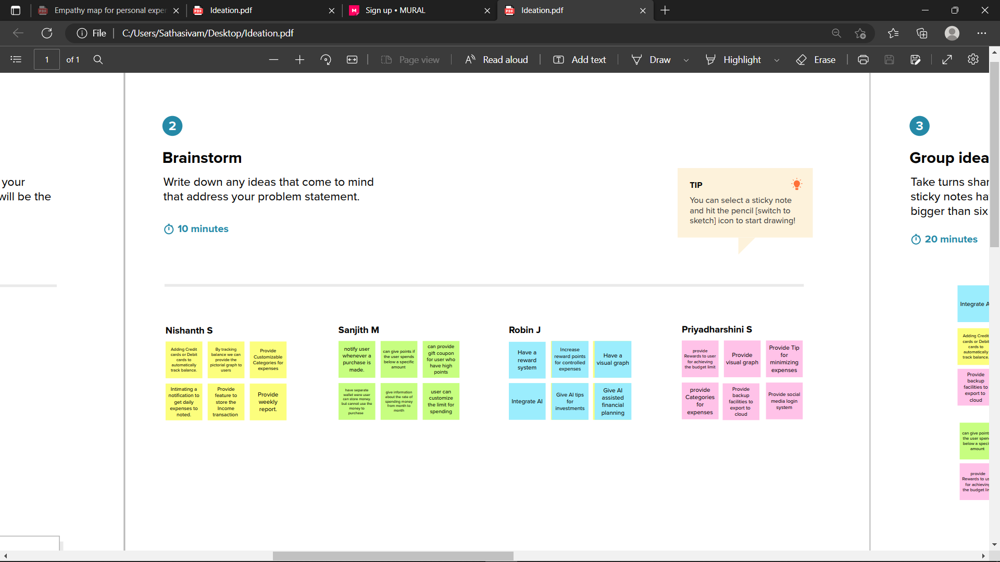 Empathy map for personal exper
Ideation.pdf
Sign up • MURAL
Ideation.pdf
File
C:/Users/Sathasivam/Desktop/Ideation.pdf
1
of 1
Page view
Read aloud
Add text
Draw
Highlight
Erase
your
will be the
2
Brainstorm
Write down any ideas that come to mind
that address your problem statement.
10 minutes
TIP
You can select a sticky note
and hit the pencil [switch to
sketch] icon to start drawing!
Nishanth S
Adding Credit
cards or Debit
cards to
automatically
track balance.
By tracking
balance we can
provide the
pictorial graph to
users
Provide
Customizable
Categories for
expenses
Intimating a
notification to
get daily
expenses to
noted.
Provide
feature to
store the
Income
transaction
Provide
weekly
report.
Sanjith M
notify user
whenever a
purchase is
made.
can give points if
the user spends
below a specific
amount
can provide
gift coupon
for user who
have high
points
have separate
wallet were user
can store money.
but cannot use the
money to
purchase
give information
about the rate of
spending money
from month to
month
user can
customize
the limit for
spending
Robin J
Have a
reward
system
Increase
reward points
for controlled
expenses
Have a
visual graph
Integrate AI
Give AI tips
for
investments
Give AI
assisted
financial
planning
Priyadharshini S
provide
Rewards to user
for achieving
the budget limit
Provide
visual graph
Provide Tip
for
minimizing
expenses
provide
Categories
for
expenses
Provide
backup
facilities to
export to
cloud
Provide social
media login
system
3
Group idea
Take turns shar
sticky notes ha
bigger than six
20 minutes
Integrate A
Adding Credit
cards or Debit
cards to
automatically
track balance.
Provide
backup
facilities to
export to
cloud
can give point
the user spen
below a speci
amount
provide
Rewards to us
for achieving
the budget lim